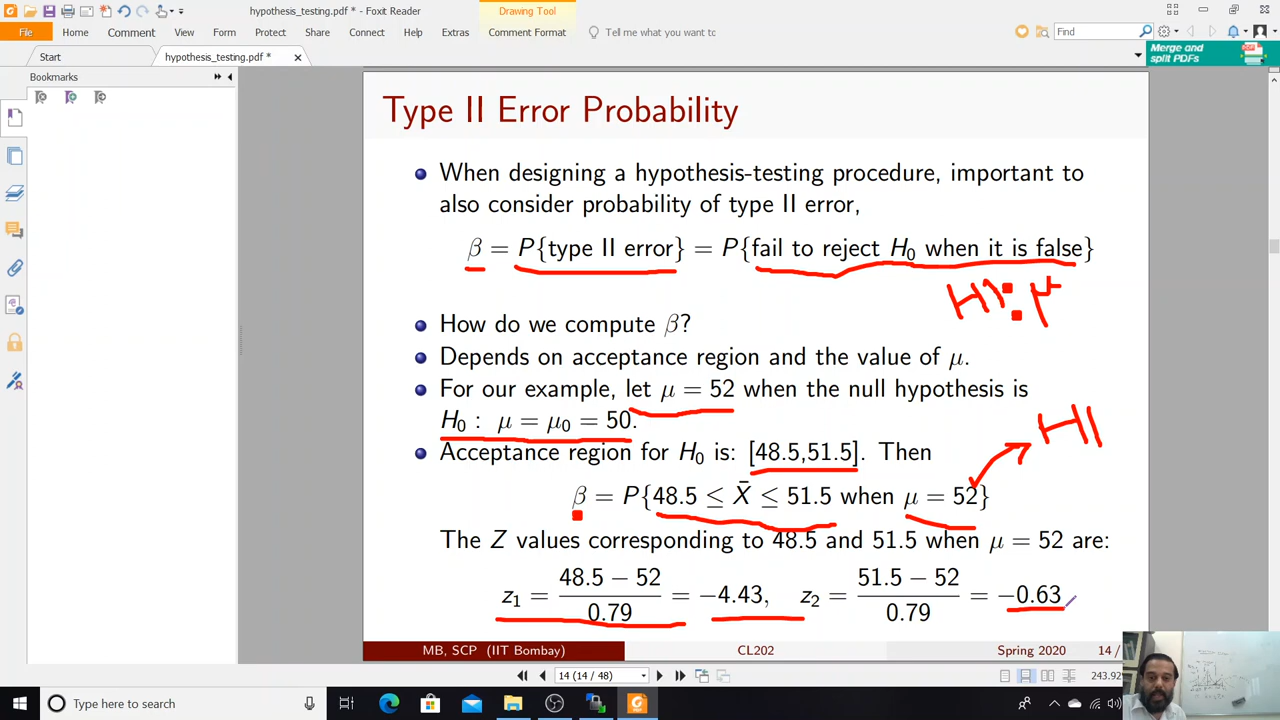 hypothesis_testing.pdf * - Foxit Reader
Drawing Tool
File Home Comment View Form Protect Share Connect Help Extras Comment Format Tell me what you want to
Find
Start hypothesis_testing.pdf *
Merge and split PDFs
Bookmarks
Type II Error Probability
When designing a hypothesis-testing procedure, important to
also consider probability of type II error,
β = P{type II error} = P{fail to reject H₀ when it is false}
H1: μ
How do we compute β?
Depends on acceptance region and the value of μ.
For our example, let μ = 52 when the null hypothesis is
H₀ : μ = μ₀ = 50.
H1
Acceptance region for H₀ is: [48.5,51.5]. Then
β = P{48.5 ≤ X̄ ≤ 51.5 when μ = 52}
The Z values corresponding to 48.5 and 51.5 when μ = 52 are:
z₁ = (48.5 − 52)/0.79 = −4.43, z₂ = (51.5 − 52)/0.79 = −0.63
MB, SCP (IIT Bombay) CL202 Spring 2020 14 /
14 (14 / 48) 243.92
Type here to search